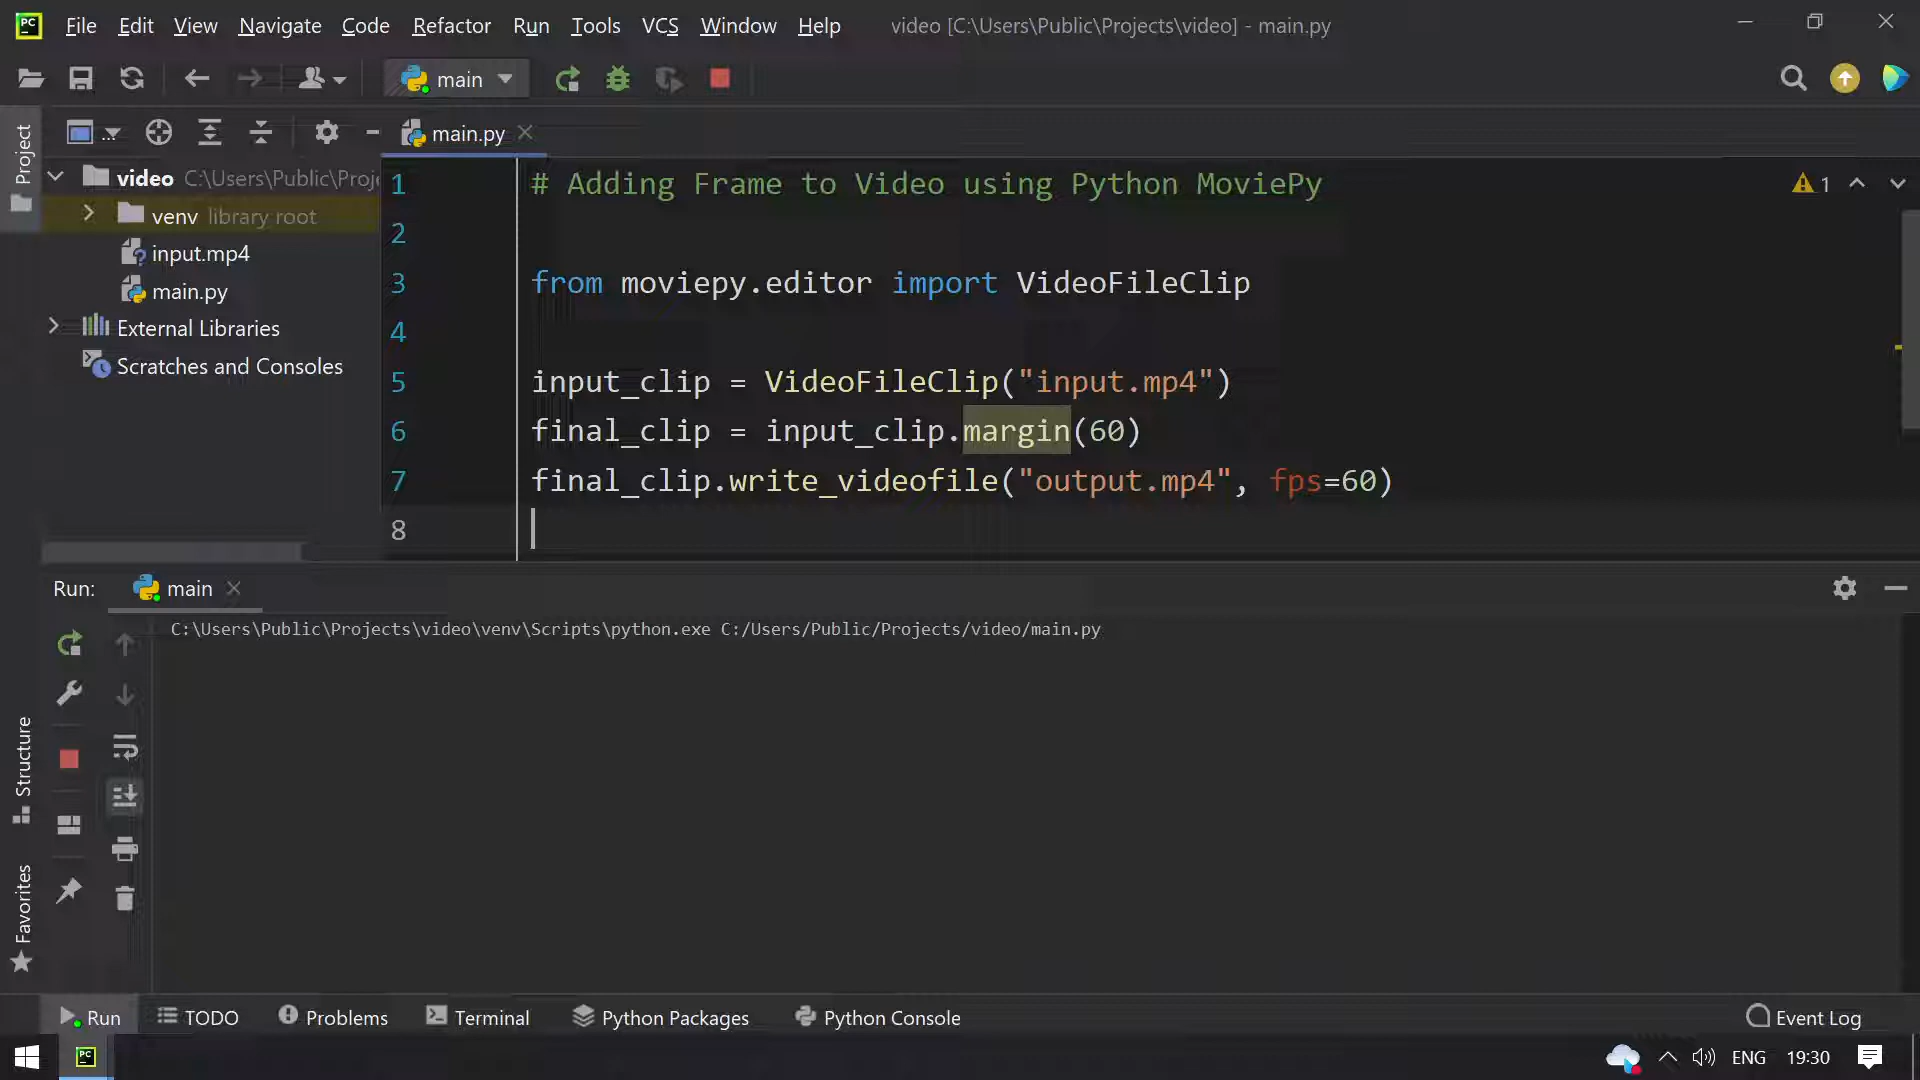 PC
File Edit View Navigate Code Refactor Run Tools VCS Window Help video [C:\Users\Public\Projects\video] - main.py
main
Project
...
main.py
video C:\Users\Public\Proj
venv library root
input.mp4
main.py
External Libraries
Scratches and Consoles
1 # Adding Frame to Video using Python MoviePy
2
3 from moviepy.editor import VideoFileClip
4
5 input_clip = VideoFileClip("input.mp4")
6 final_clip = input_clip.margin(60)
7 final_clip.write_videofile("output.mp4", fps=60)
8
1
Run: main
C:\Users\Public\Projects\video\venv\Scripts\python.exe C:/Users/Public/Projects/video/main.py
Structure
Favorites
Run TODO Problems Terminal Python Packages Python Console Event Log
PC
ENG 19:30